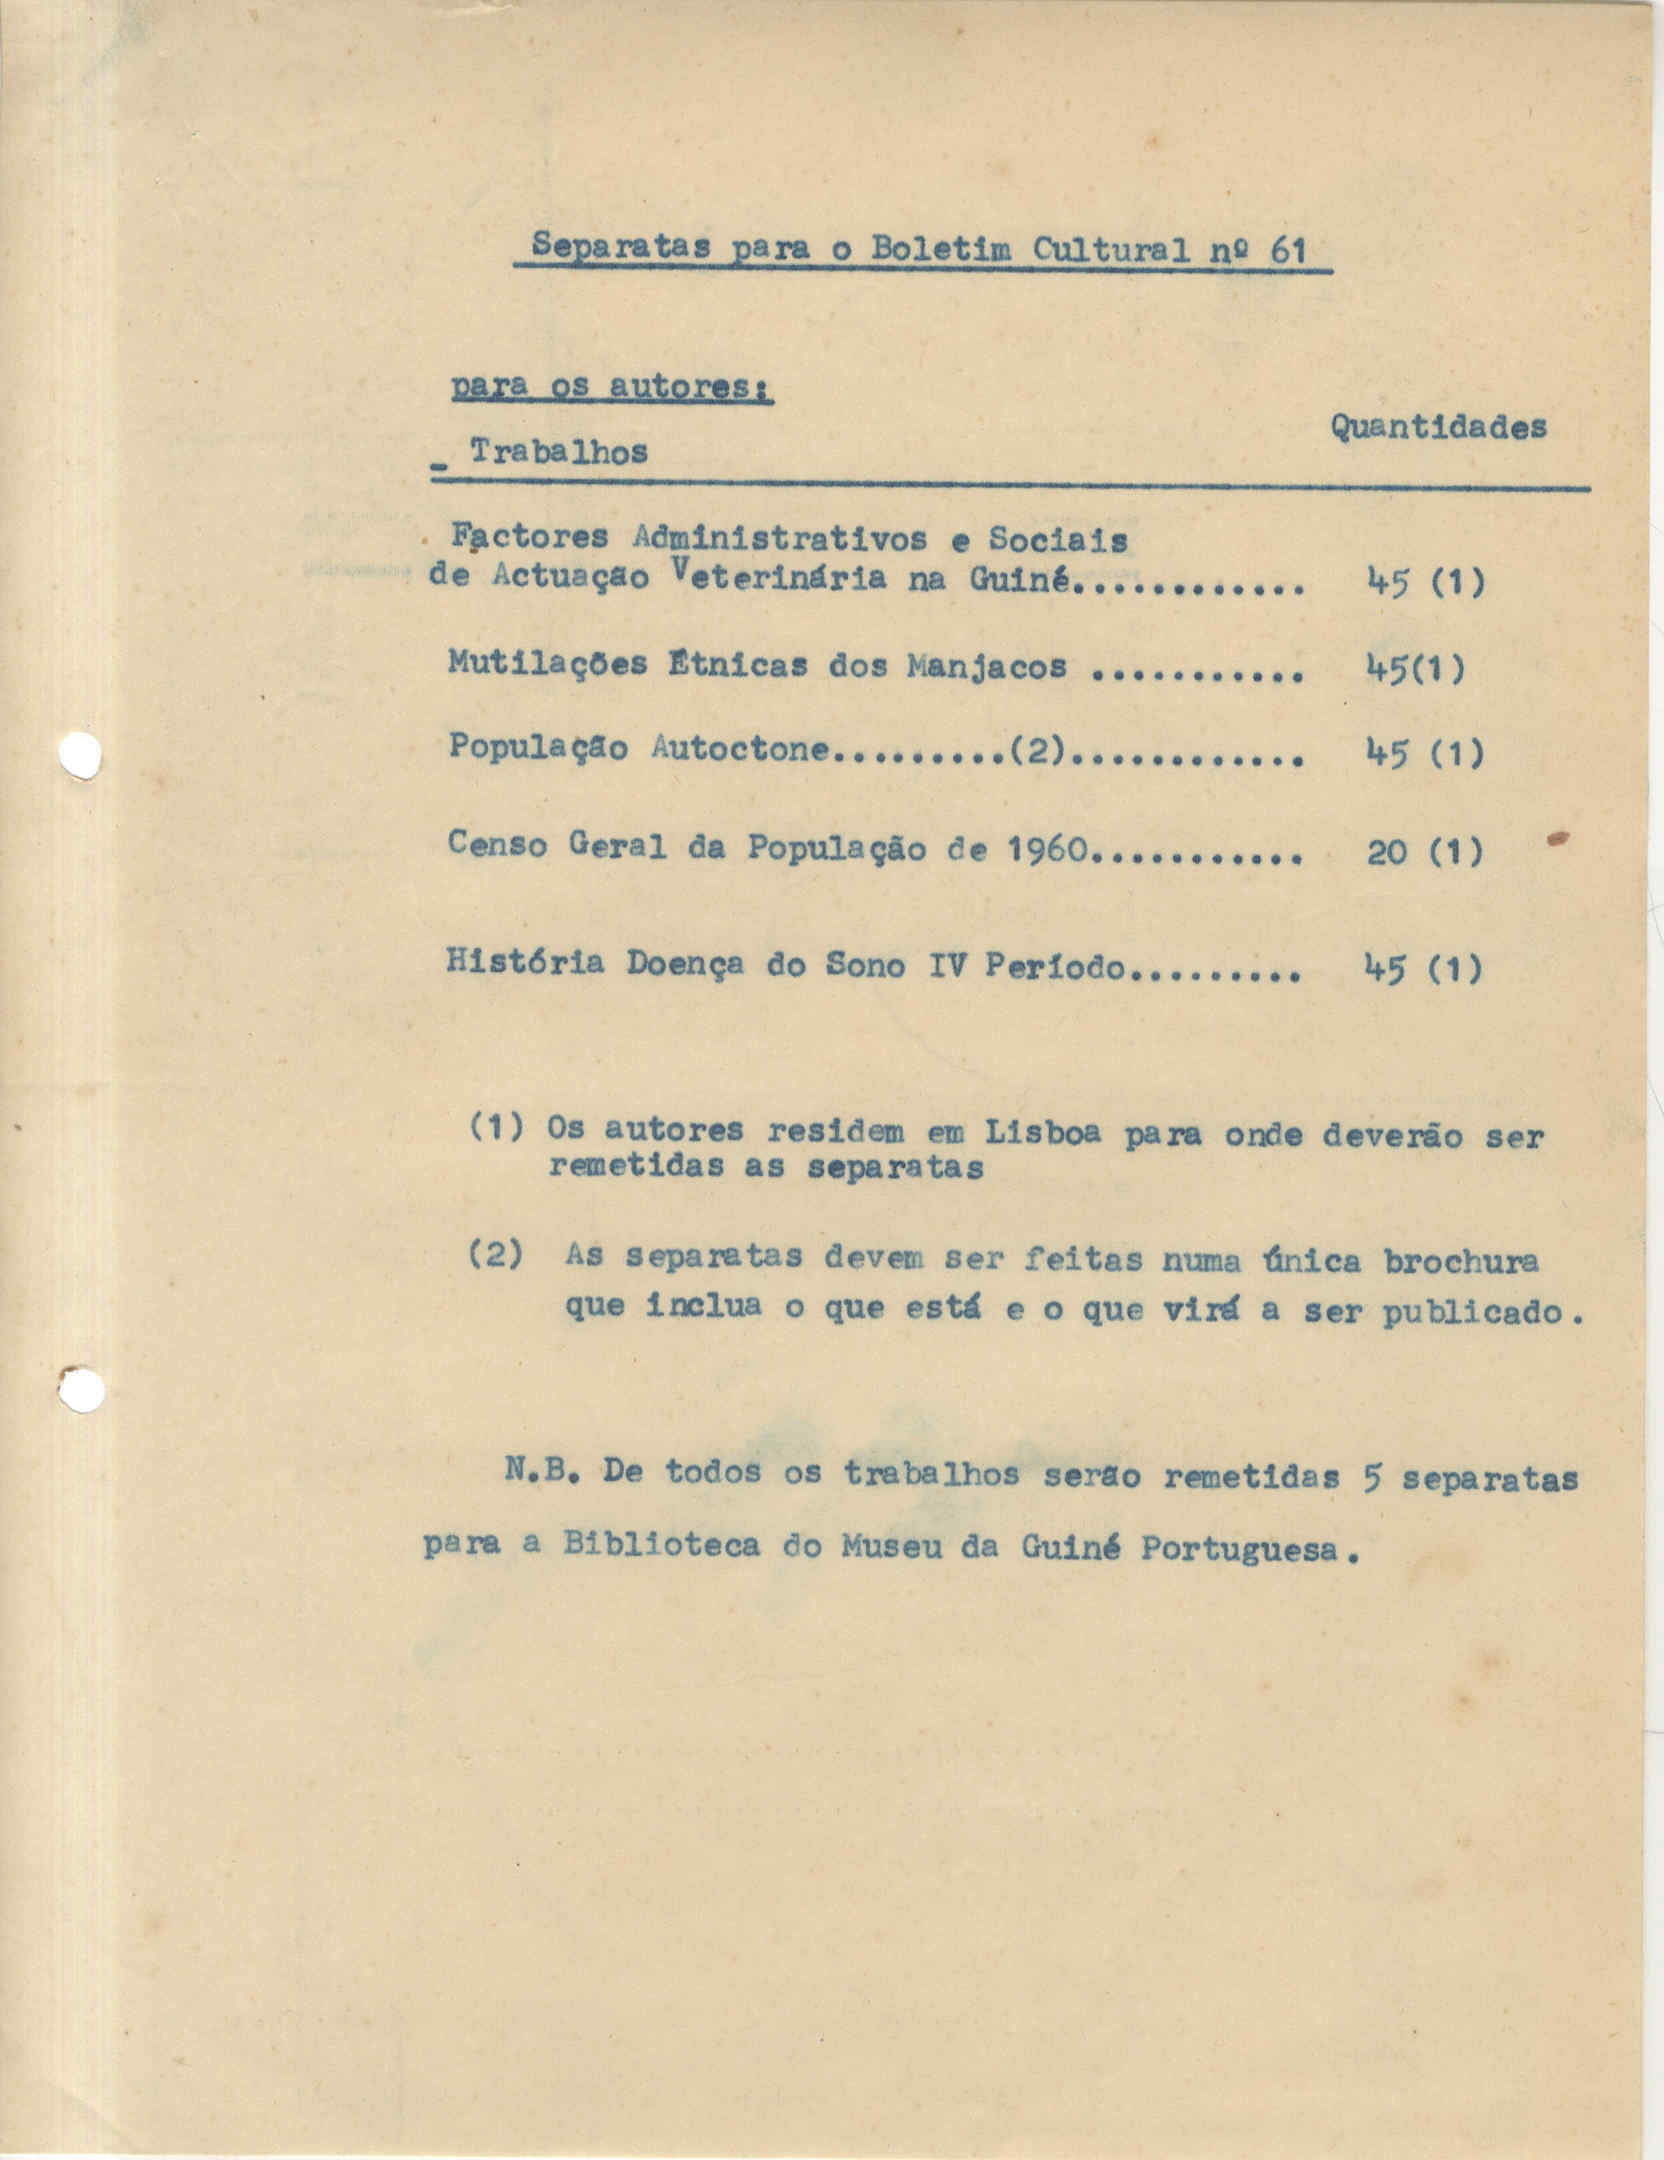 Separatas para o Boletim Cultural nº 61
para os autores:
Quantidades
_ Trabalhos
Factores Administrativos e Sociais
de Actuação Veterinária na Guiné............ 45 (1)
Mutilações Étnicas dos Manjacos ........... 45(1)
População Autoctone.........(2)............ 45 (1)
Censo Geral da População de 1960........... 20 (1)
História Doença do Sono IV Período......... 45 (1)
(1) Os autores residem em Lisboa para onde deverão ser
remetidas as separatas
(2) As separatas devem ser feitas numa única brochura
que inclua o que está e o que virá a ser publicado.
N.B. De todos os trabalhos serão remetidas 5 separatas
para a Biblioteca do Museu da Guiné Portuguesa.